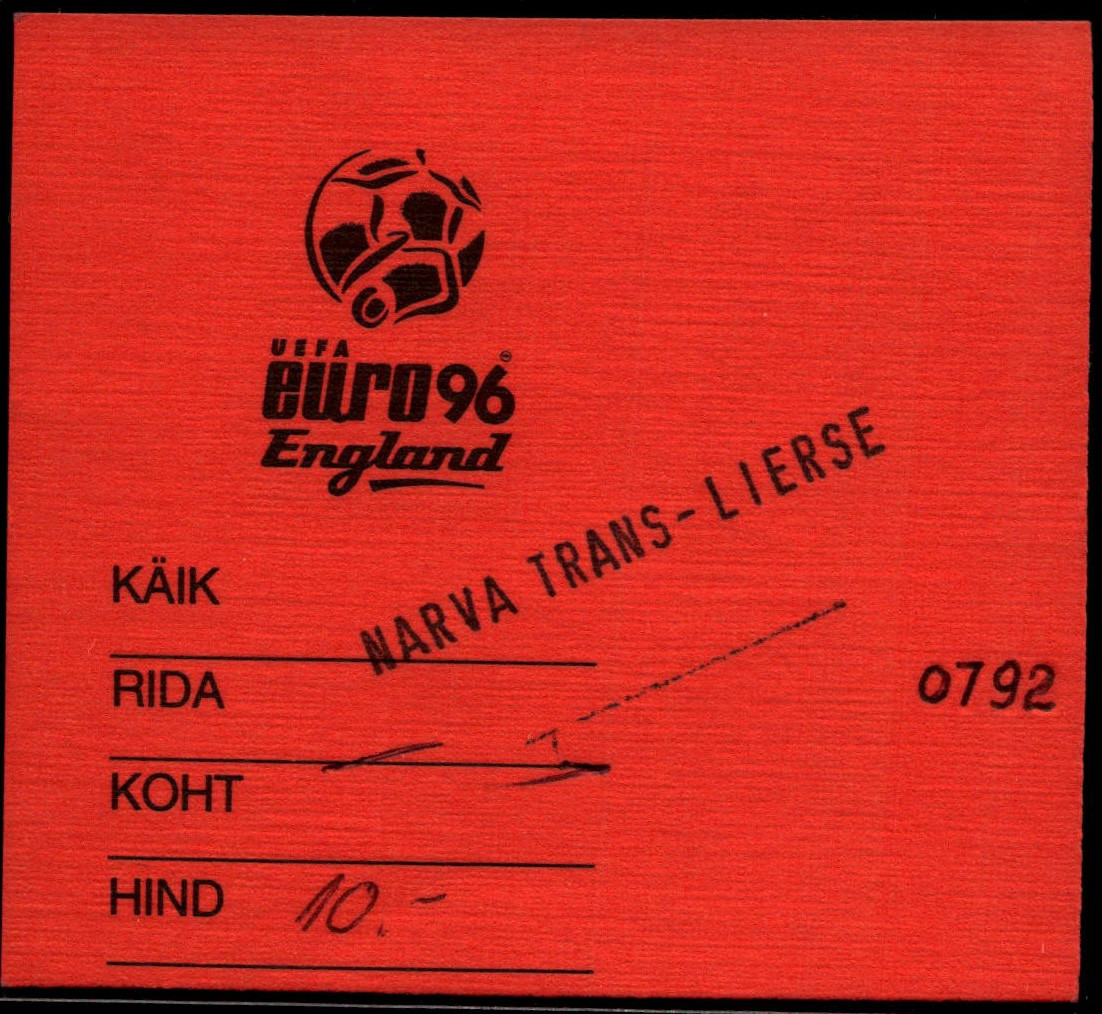 UEFA
euro96
England
NARVA TRANS-LIERSE
KÄIK
RIDA
0792
KOHT
HIND 10.-